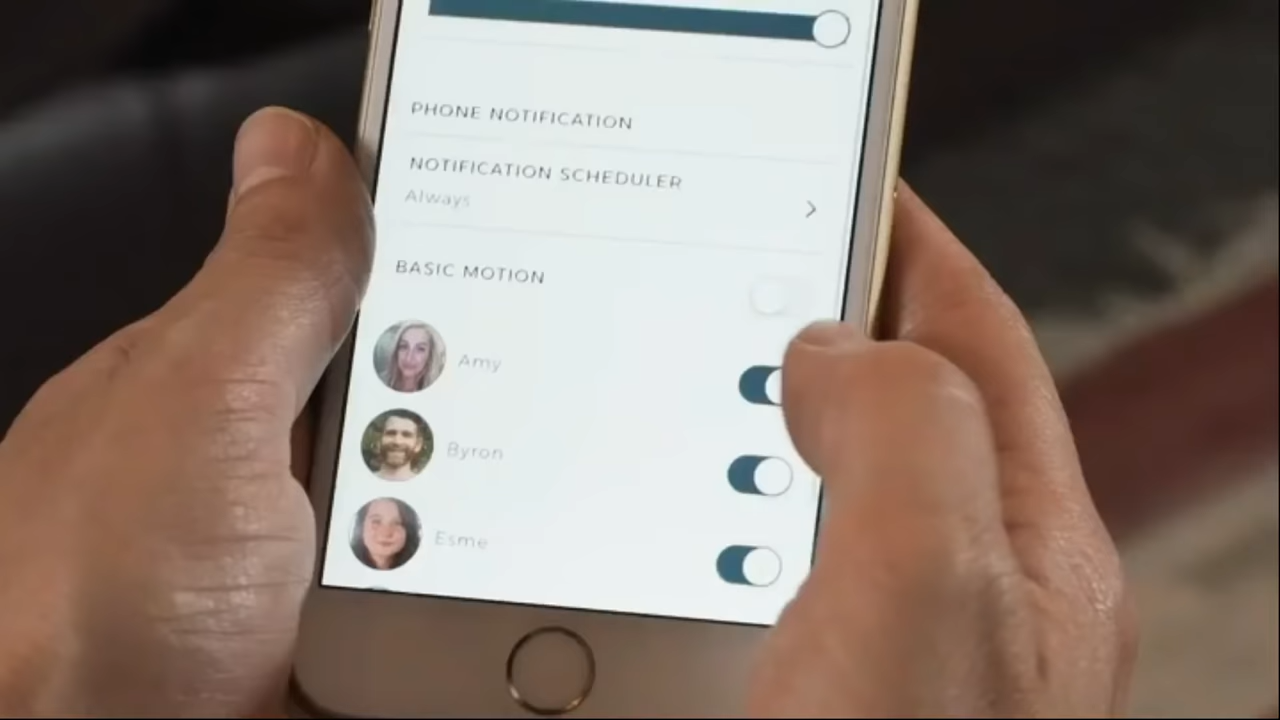 PHONE NOTIFICATION
NOTIFICATION SCHEDULER
Always
BASIC MOTION
Amy
Byron
Esme